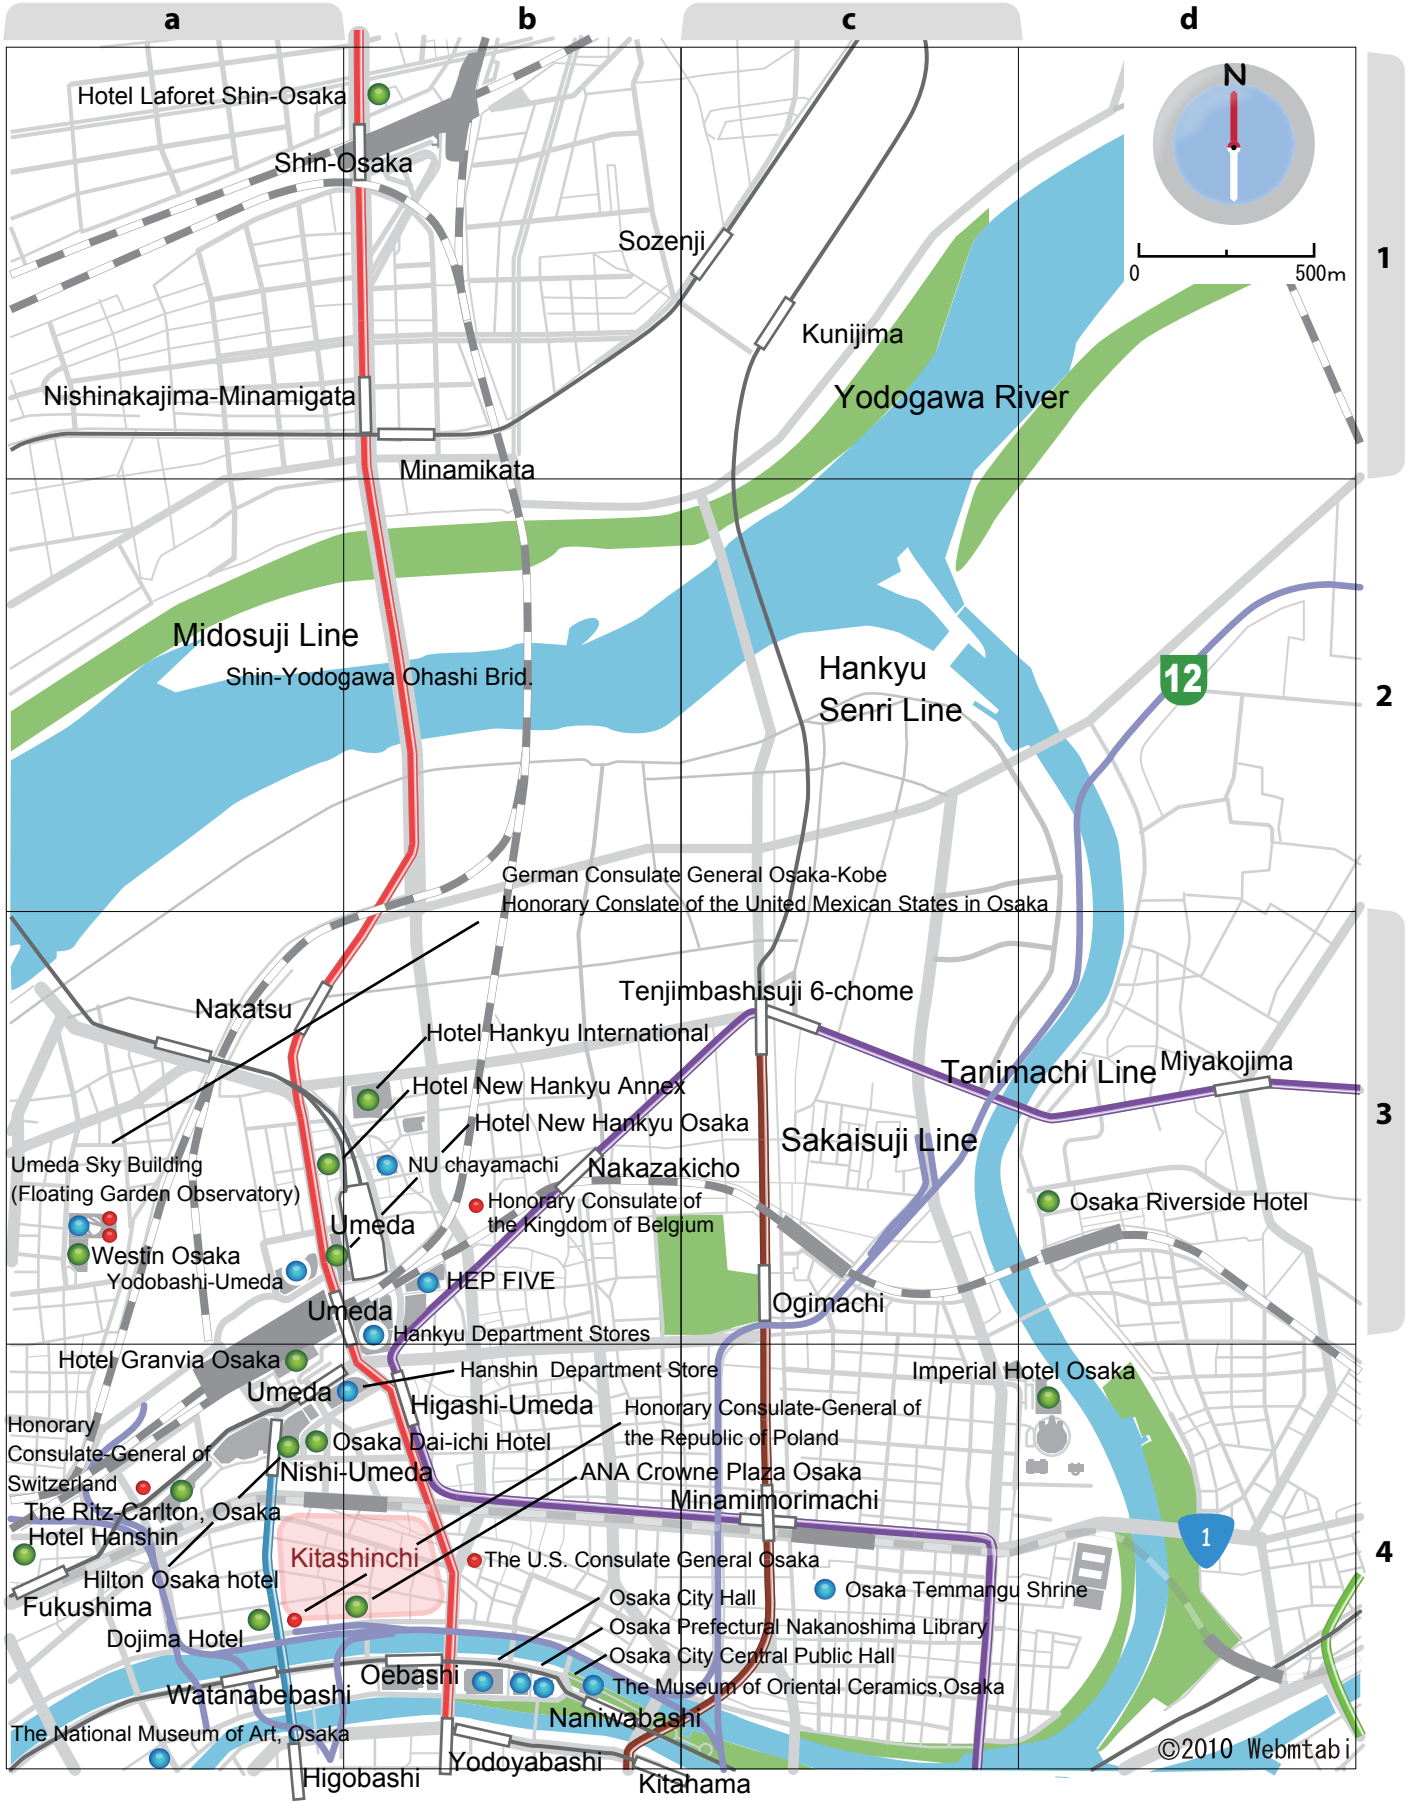 a
b
c
d
N
Hotel Laforet Shin-Osaka
Shin-Osaka
Sozenji
0
500m
1
Kunijima
Nishinakajima-Minamigata
Yodogawa River
Minamikata
Midosuji Line
Shin-Yodogawa Ohashi Brid.
Hankyu
Senri Line
12
2
German Consulate General Osaka-Kobe
Honorary Conslate of the United Mexican States in Osaka
Nakatsu
Tenjimbashisuji 6-chome
Hotel Hankyu International
Tanimachi Line
Miyakojima
Hotel New Hankyu Annex
Hotel New Hankyu Osaka
3
Sakaisuji Line
Umeda Sky Building
(Floating Garden Observatory)
NU chayamachi
Nakazakicho
Honorary Consulate of
the Kingdom of Belgium
Osaka Riverside Hotel
Umeda
Westin Osaka
Yodobashi-Umeda
HEP FIVE
Umeda
Ogimachi
Hankyu Department Stores
Hotel Granvia Osaka
Hanshin Department Store
Imperial Hotel Osaka
Umeda
Higashi-Umeda
Honorary Consulate-General of
the Republic of Poland
Honorary
Consulate-General of
Switzerland
Osaka Dai-ichi Hotel
Nishi-Umeda
ANA Crowne Plaza Osaka
Minamimorimachi
The Ritz-Carlton, Osaka
Hotel Hanshin
1
Kitashinchi
The U.S. Consulate General Osaka
4
Hilton Osaka hotel
Osaka Temmangu Shrine
Fukushima
Osaka City Hall
Dojima Hotel
Osaka Prefectural Nakanoshima Library
Osaka City Central Public Hall
Oebashi
The Museum of Oriental Ceramics,Osaka
Watanabebashi
Naniwabashi
The National Museum of Art, Osaka
©2010 Webmtabi
Yodoyabashi
Higobashi
Kitahama